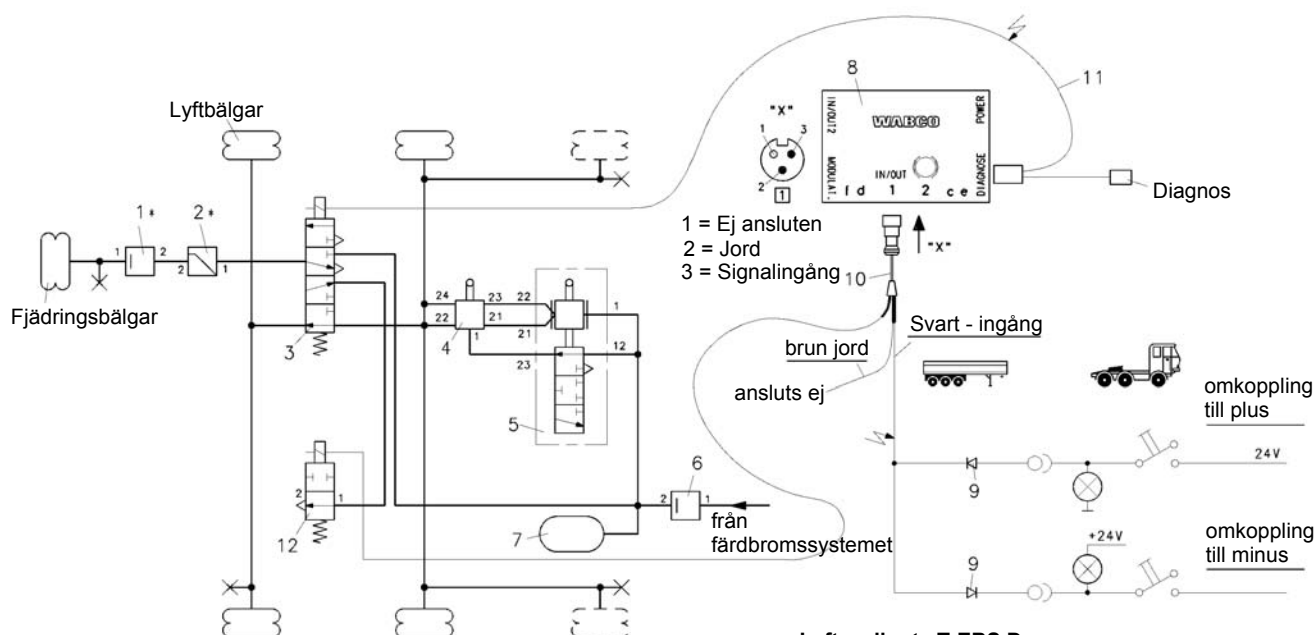 Lyftbälgar
Fjädringsbälgar
1*
2*
1
2
2
1
3
24
23
22
22
21
21
4
1
1
12
23
5
2
1
12
6
2
1
7
från
färdbromssystemet
8
"X"
1
3
2
1
IN/OUT2
WABCO
POWER
MODULAT.
IN/OUT
DIAGNOSE
f d 1 2 c e
11
Diagnos
1 = Ej ansluten
2 = Jord
3 = Signalingång
"X"
10
Svart - ingång
brun jord
ansluts ej
omkoppling
till plus
24V
9
omkoppling
till minus
+24V
9